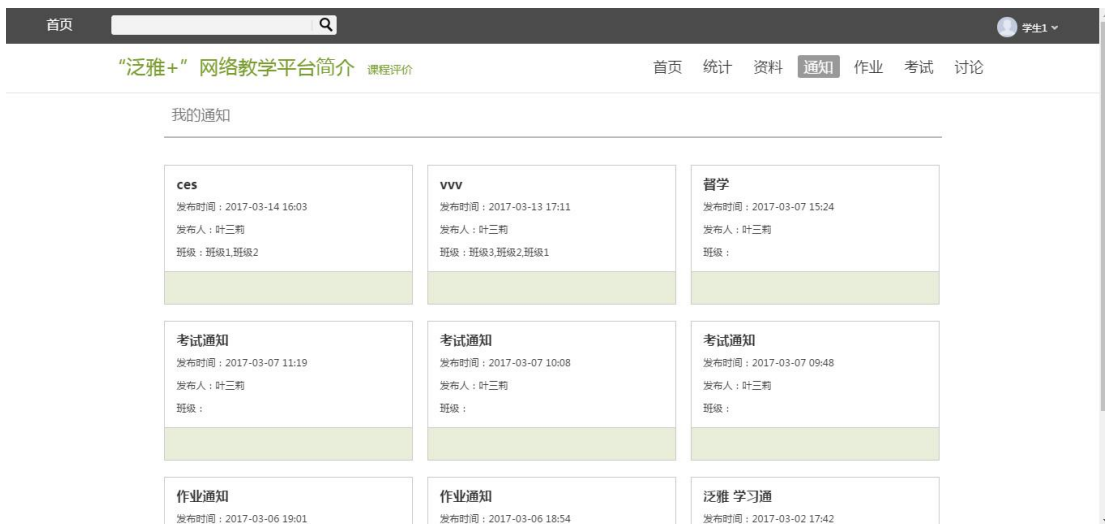 首页
学生1
“泛雅+”网络教学平台简介 课程评价
首页 统计 资料 通知 作业 考试 讨论
我的通知
ces
发布时间：2017-03-14 16:03
发布人：叶三莉
班级：班级1,班级2
vvv
发布时间：2017-03-13 17:11
发布人：叶三莉
班级：班级3,班级2,班级1
督学
发布时间：2017-03-07 15:24
发布人：叶三莉
班级：
考试通知
发布时间：2017-03-07 11:19
发布人：叶三莉
班级：
考试通知
发布时间：2017-03-07 10:08
发布人：叶三莉
班级：
考试通知
发布时间：2017-03-07 09:48
发布人：叶三莉
班级：
作业通知
发布时间：2017-03-06 19:01
作业通知
发布时间：2017-03-06 18:54
泛雅 学习通
发布时间：2017-03-02 17:42